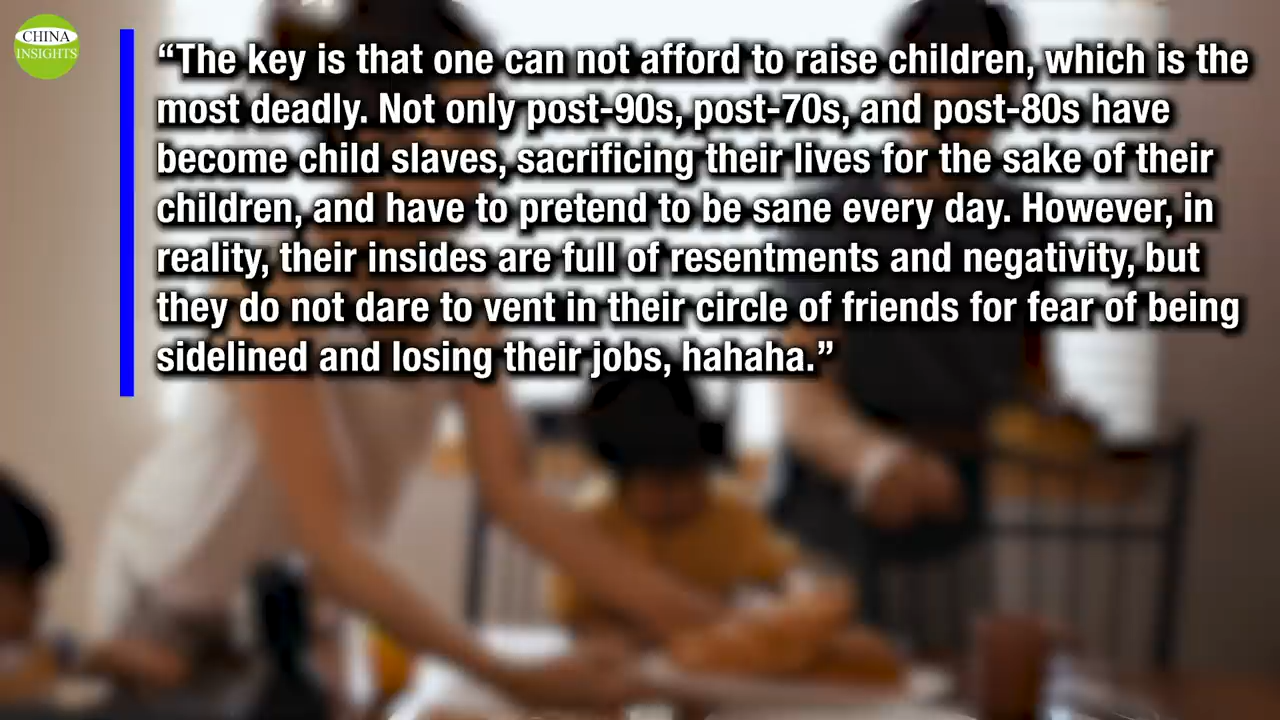 CHINA
INSIGHTS
“The key is that one can not afford to raise children, which is the
most deadly. Not only post-90s, post-70s, and post-80s have
become child slaves, sacrificing their lives for the sake of their
children, and have to pretend to be sane every day. However, in
reality, their insides are full of resentments and negativity, but
they do not dare to vent in their circle of friends for fear of being
sidelined and losing their jobs, hahaha.”